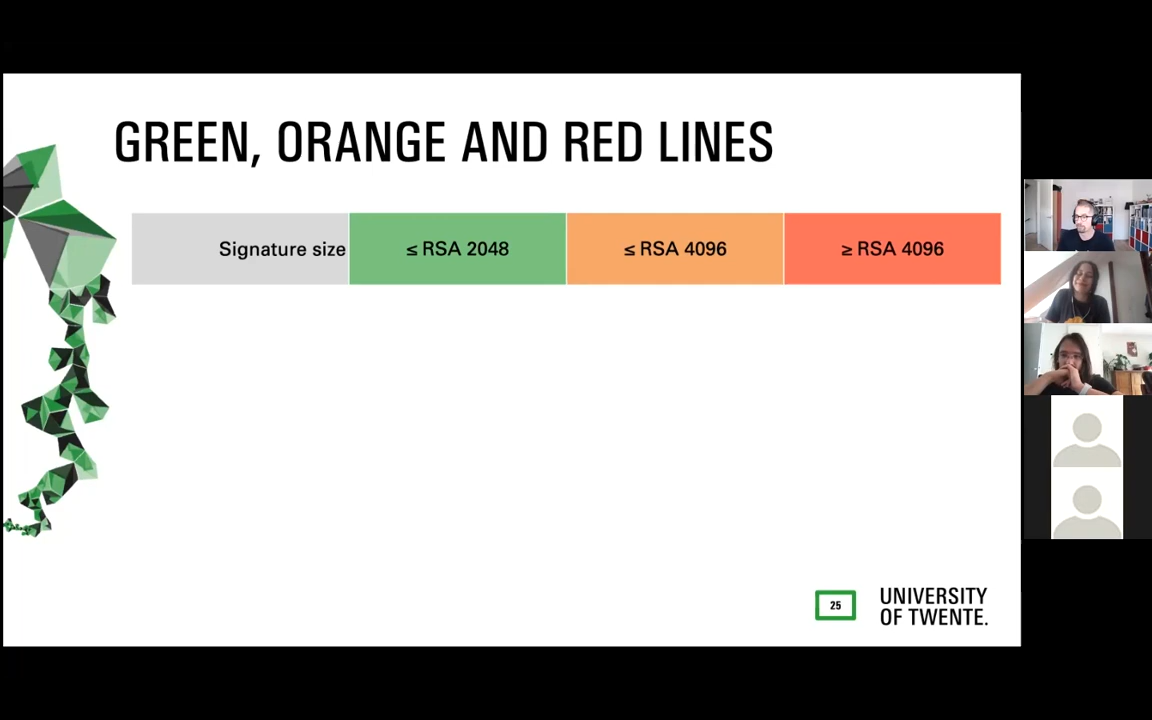 GREEN, ORANGE AND RED LINES
Signature size ≤ RSA 2048 ≤ RSA 4096 ≥ RSA 4096
25
UNIVERSITY
OF TWENTE.